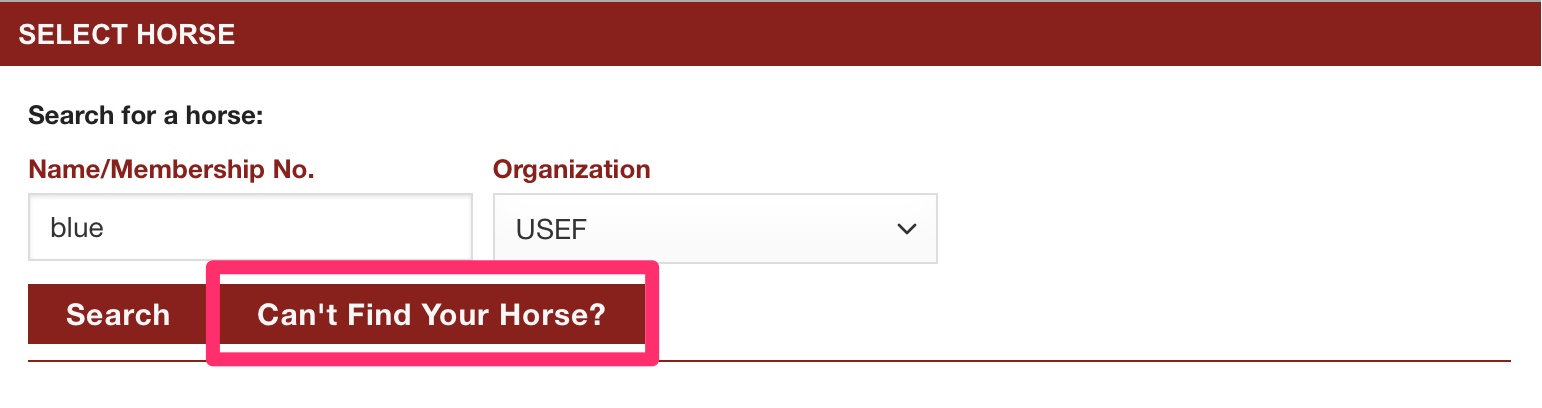 SELECT HORSE
Search for a horse:
Name/Membership No. Organization
blue USEF
Search Can't Find Your Horse?